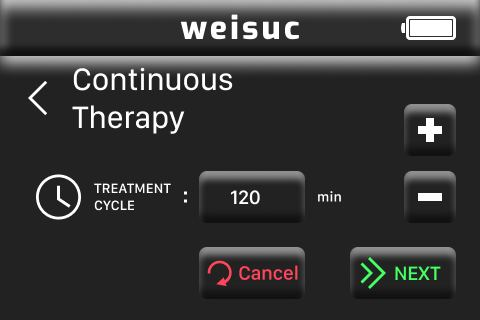 weisuc
Continuous
Therapy
TREATMENT
CYCLE : 120 min
Cancel NEXT